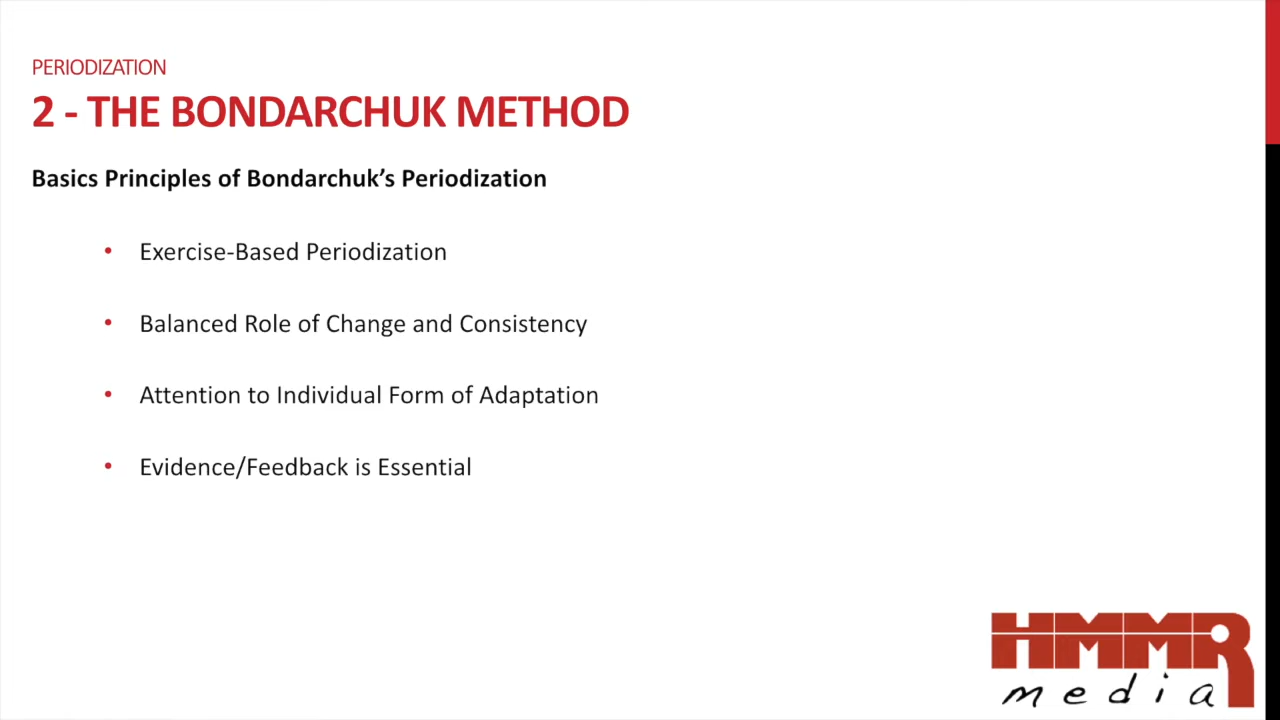 PERIODIZATION
2 - THE BONDARCHUK METHOD
Basics Principles of Bondarchuk's Periodization
• Exercise-Based Periodization
• Balanced Role of Change and Consistency
• Attention to Individual Form of Adaptation
• Evidence/Feedback is Essential
HMMR
media